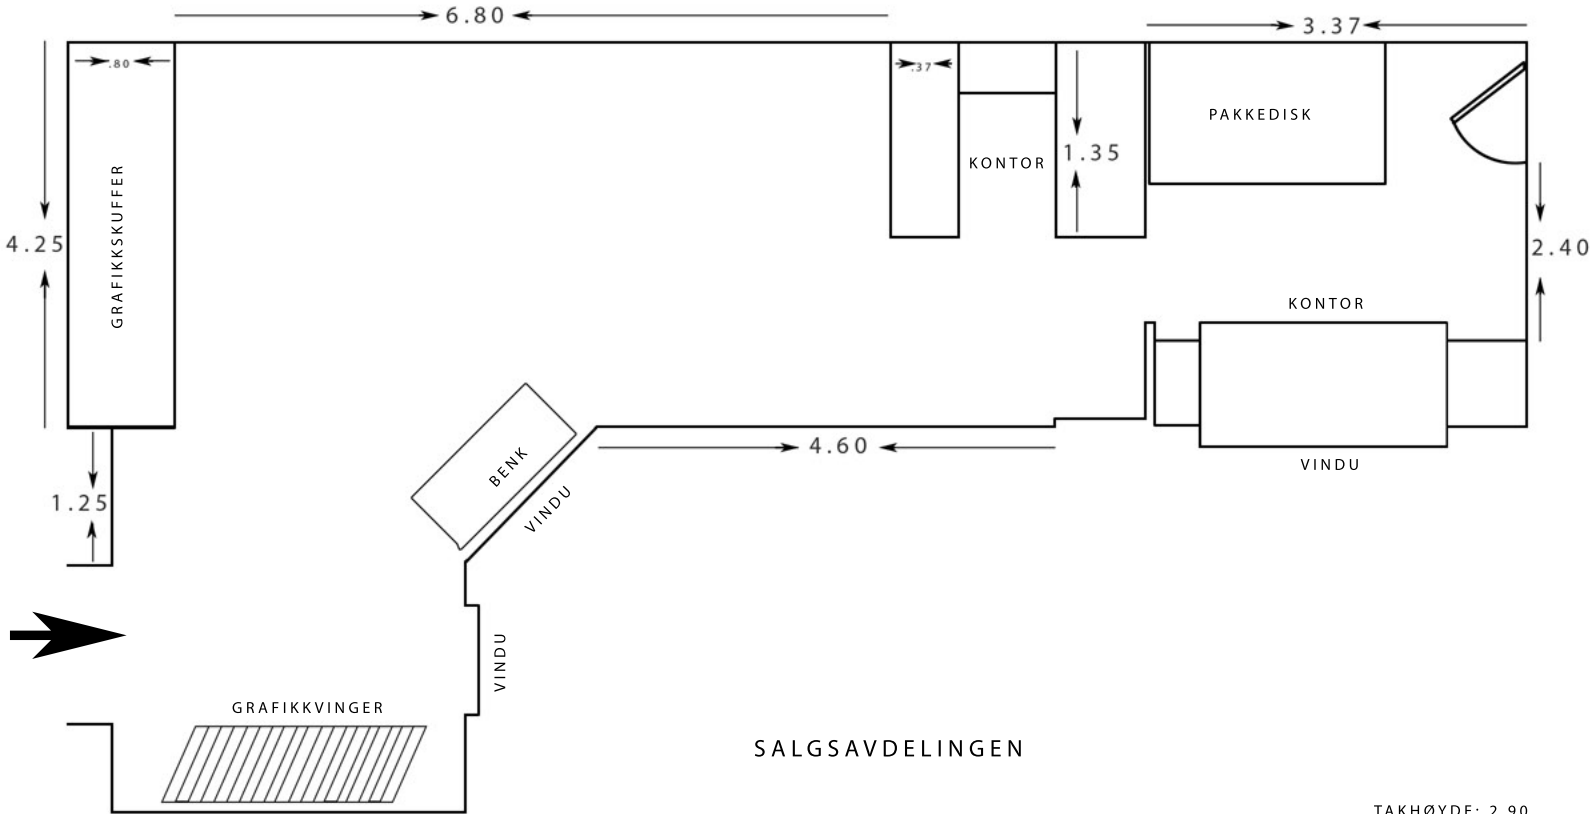 6.80
3.37
.80
.37
PAKKEDISK
1.35
KONTOR
GRAFIKKSKUFFER
4.25
2.40
KONTOR
4.60
BENK
VINDU
VINDU
1.25
VINDU
GRAFIKKVINGER
SALGSAVDELINGEN
TAKHØYDE: 2.90